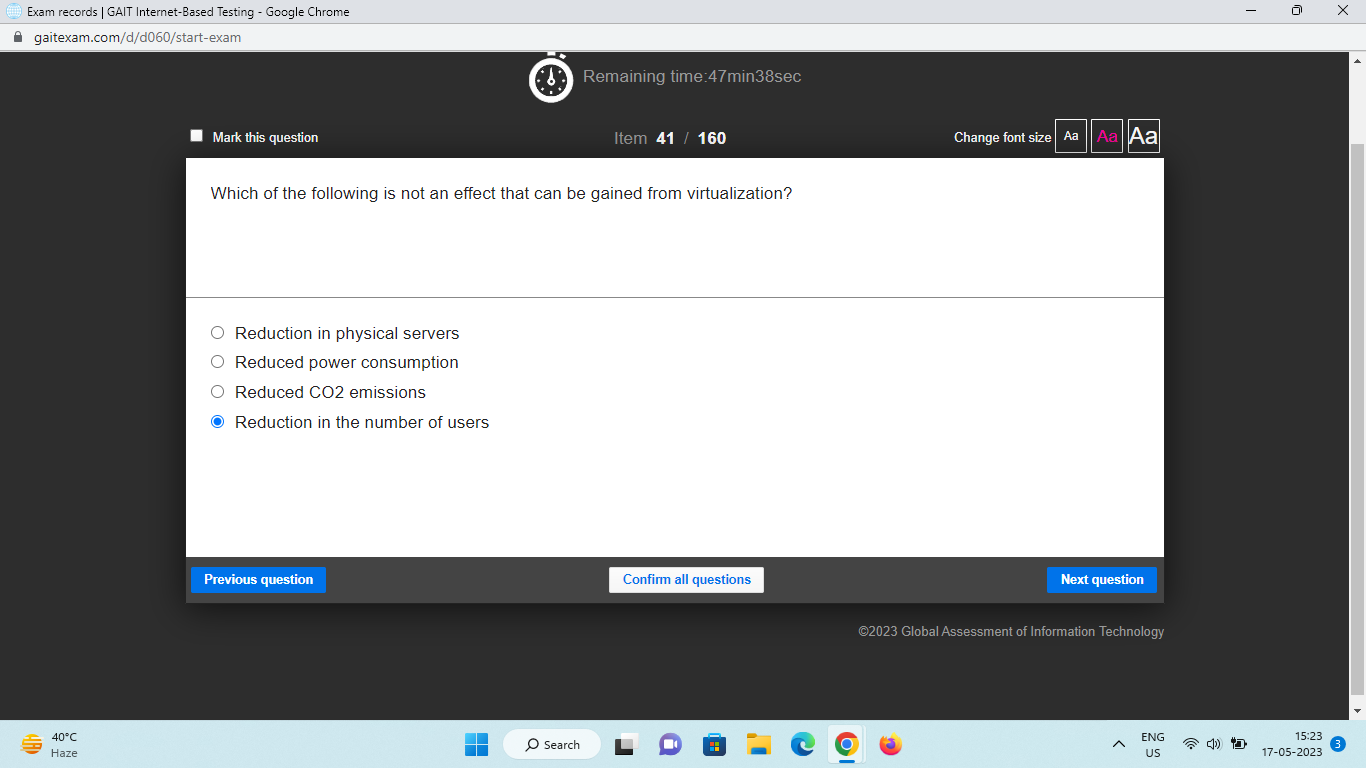 Exam records | GAIT Internet-Based Testing - Google Chrome
gaitexam.com/d/d060/start-exam
Remaining time:47min38sec
Mark this question
Item 41 / 160
Change font size Aa Aa Aa
Which of the following is not an effect that can be gained from virtualization?
Reduction in physical servers
Reduced power consumption
Reduced CO2 emissions
Reduction in the number of users
Previous question
Confirm all questions
Next question
©2023 Global Assessment of Information Technology
40°C
Haze
Search
ENG
US
15:23
17-05-2023
3